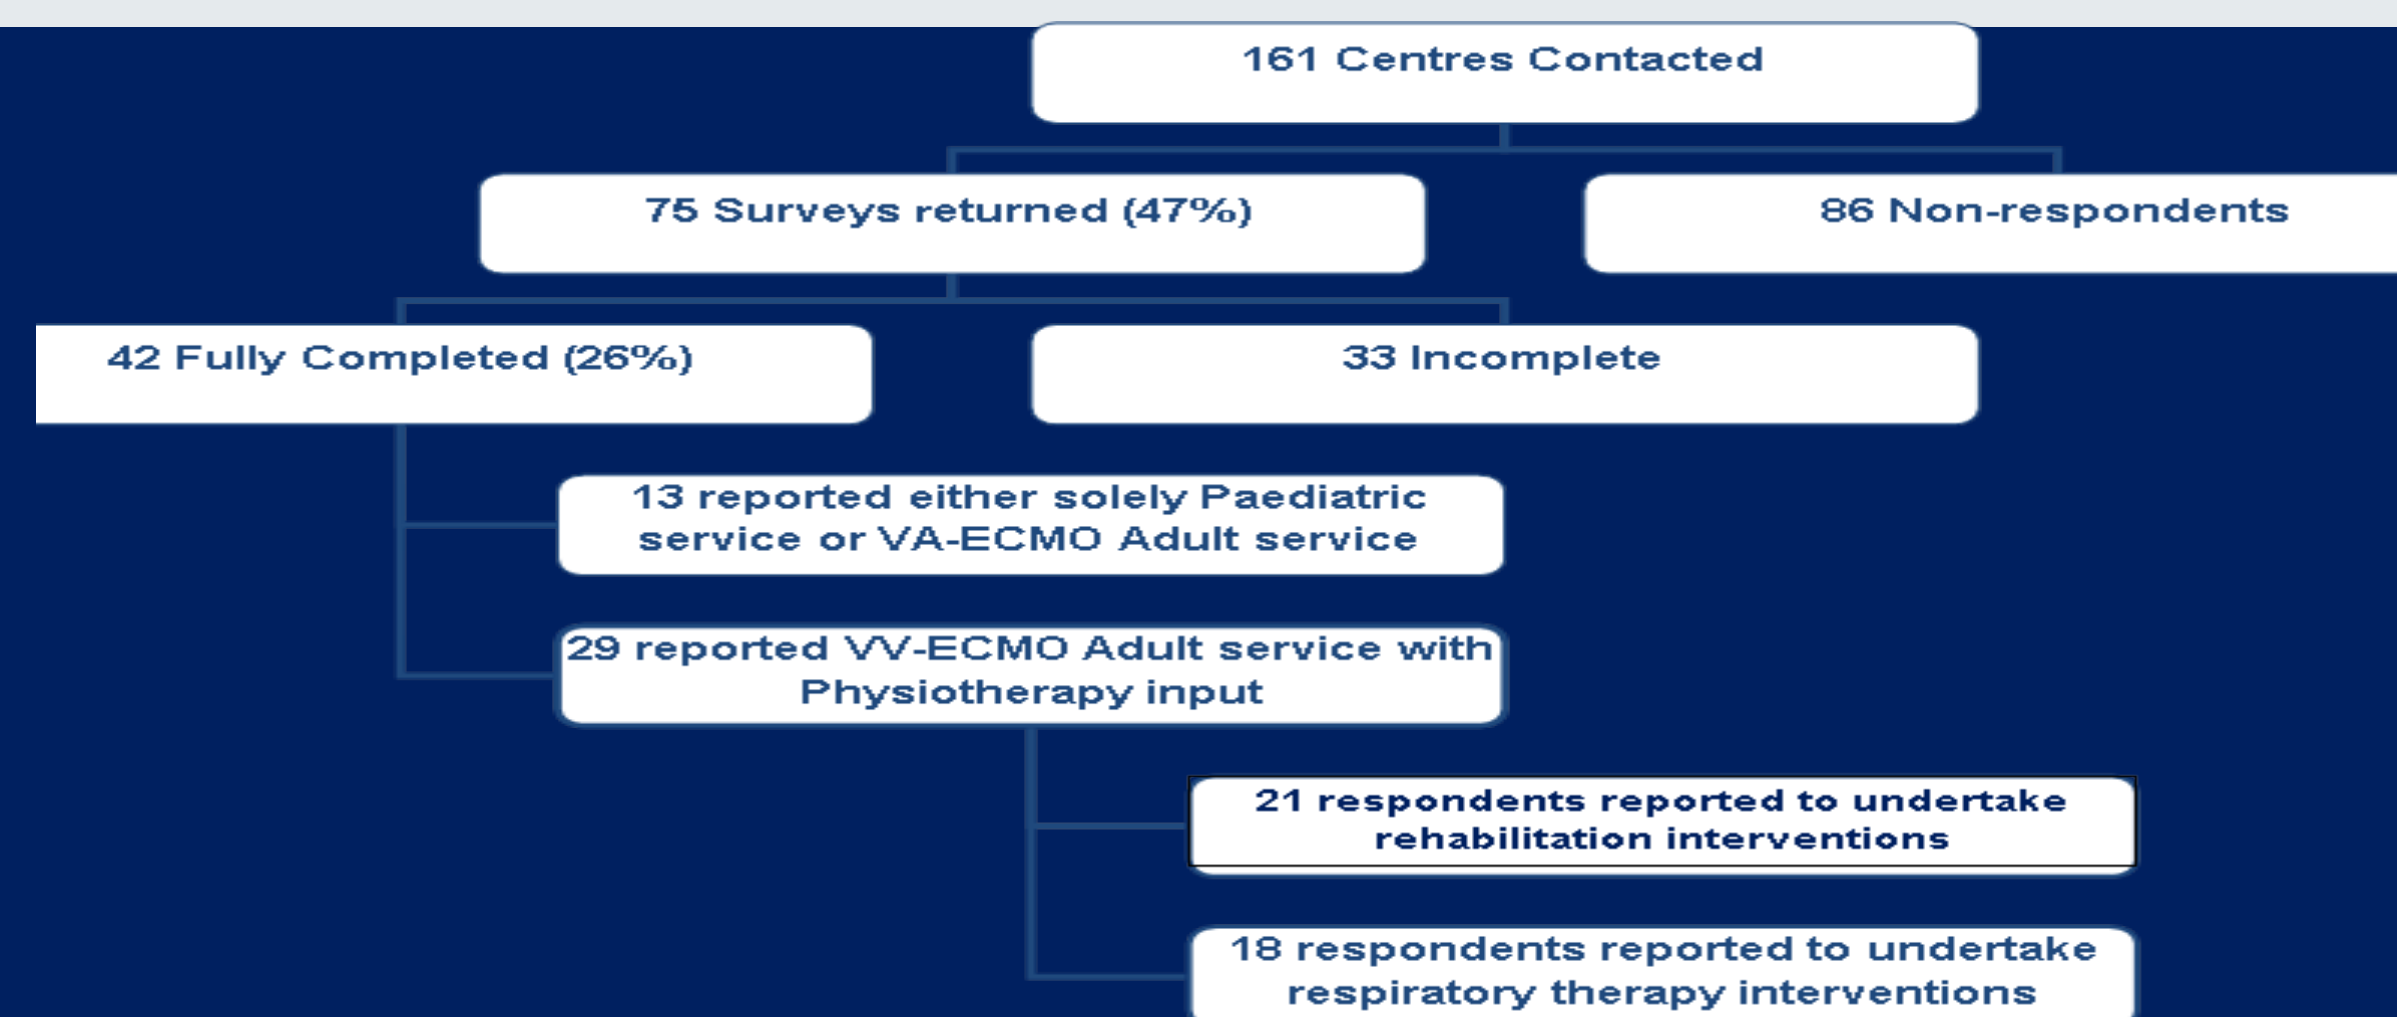 161 Centres Contacted
75 Surveys returned (47%)
86 Non-respondents
42 Fully Completed (26%)
33 Incomplete
13 reported either solely Paediatric
service or VA-ECMO Adult service
29 reported VV-ECMO Adult service with
Physiotherapy input
21 respondents reported to undertake
rehabilitation interventions
18 respondents reported to undertake
respiratory therapy interventions